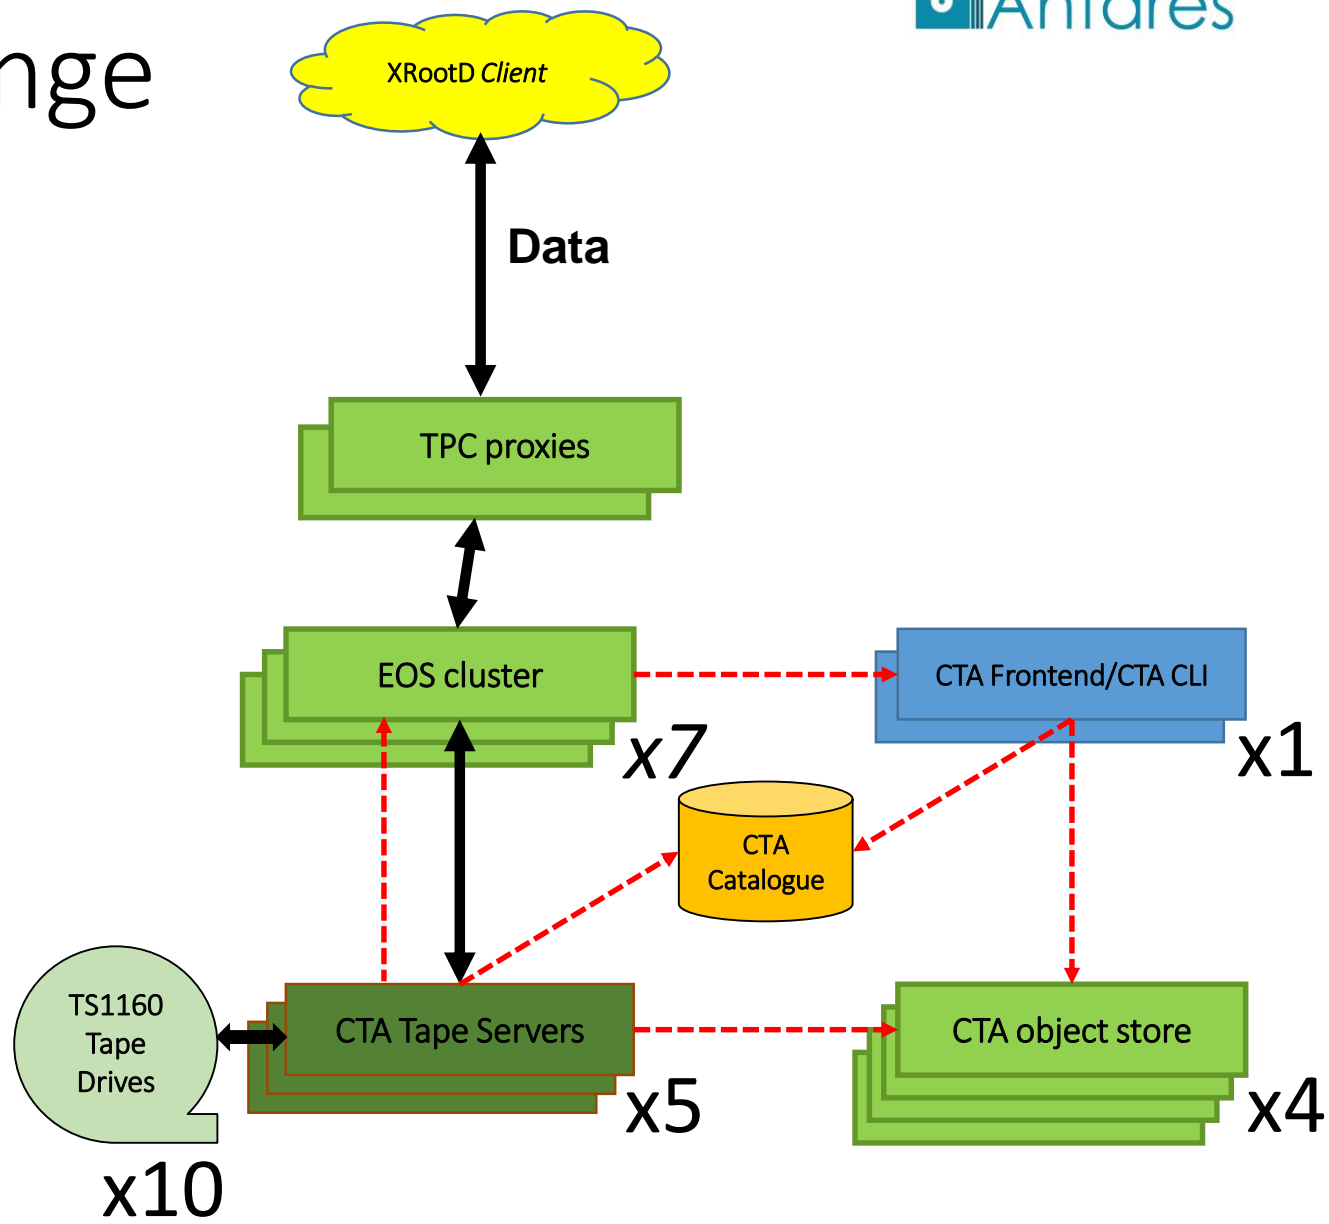 Antares
nge
XRootD Client
Data
TPC proxies
EOS cluster
x7
CTA Frontend/CTA CLI
x1
CTA
Catalogue
TS1160
Tape
Drives
x10
CTA Tape Servers
x5
CTA object store
x4